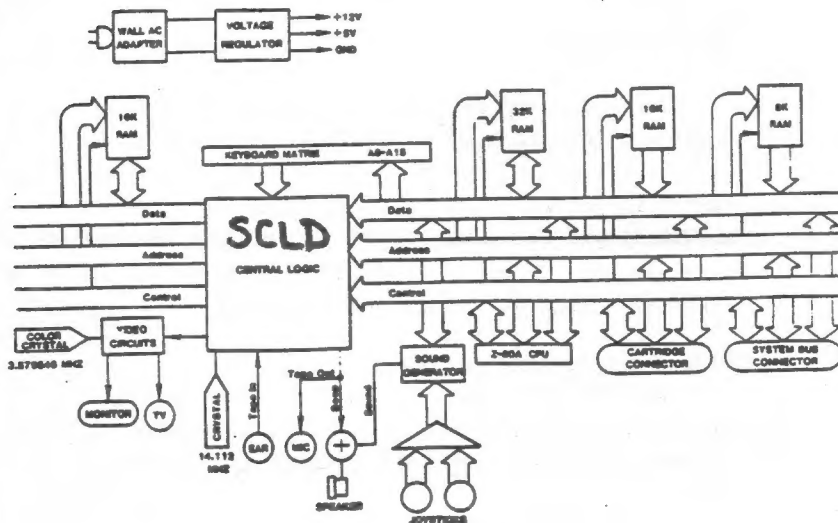 WALL AC
ADAPTER
VOLTAGE
REGULATOR
+12V
+5V
GND
16K
RAM
32K
RAM
16K
RAM
8K
RAM
KEYBOARD MATRIX A8-A15
Data
Data
SCLD
CENTRAL LOGIC
Address
Address
Control
Control
COLOR
CRYSTAL
3.579545 MHZ
VIDEO
CIRCUITS
MONITOR
TV
CRYSTAL
14.112
MHZ
Tape In
EAR
Tape Out
MIC
Beep
+
Sound
SPEAKER
SOUND
GENERATOR
JOYSTICKS
Z-80A CPU
CARTRIDGE
CONNECTOR
SYSTEM BUS
CONNECTOR